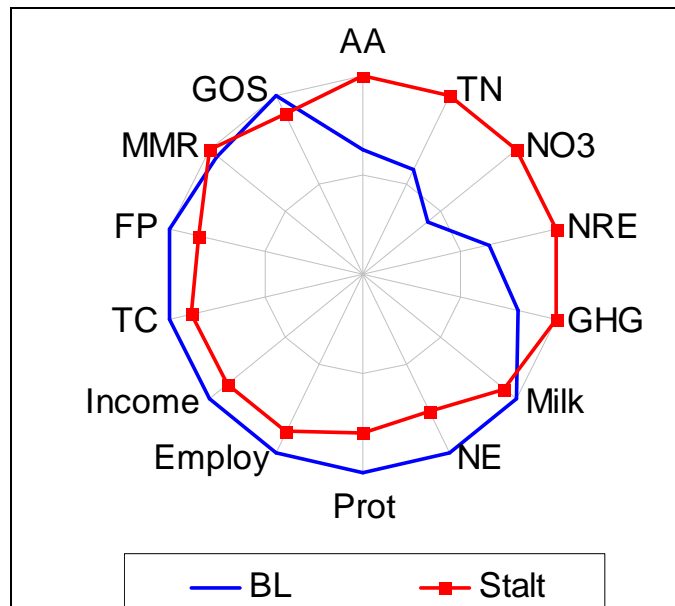 AA
GOS TN
MMR NO3
FP NRE
TC GHG
Income Milk
Employ NE
Prot
BL Stalt